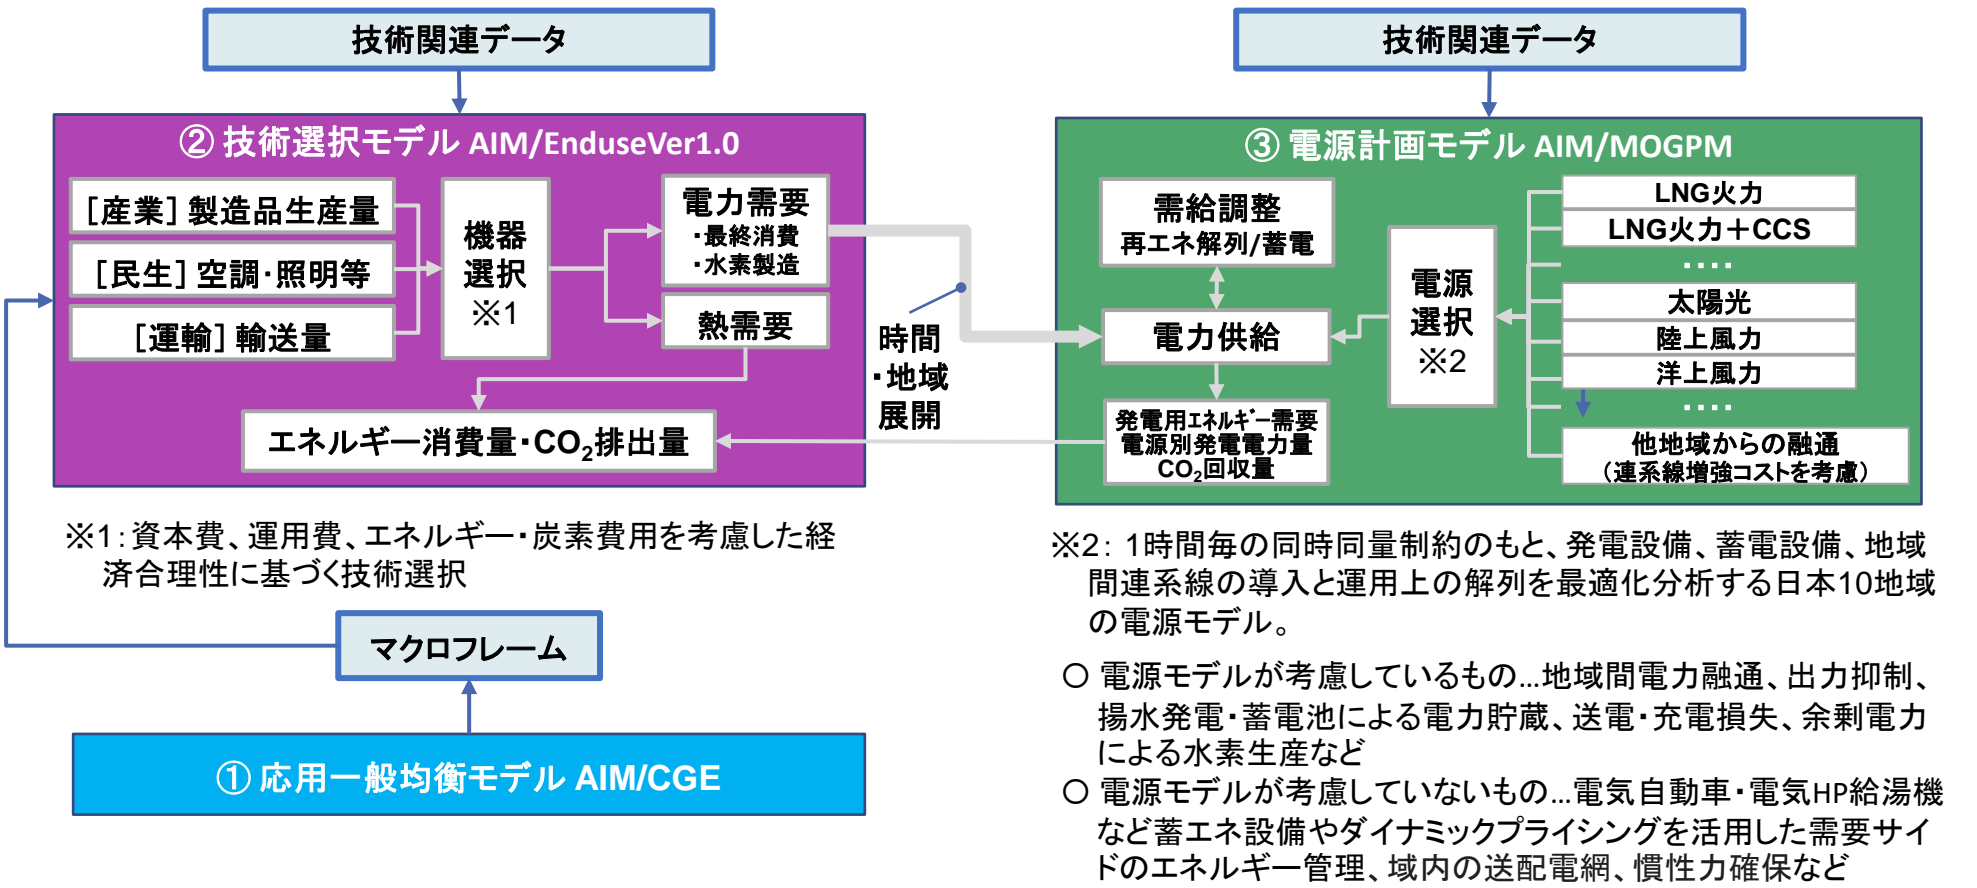 技術関連データ
② 技術選択モデル AIM/EnduseVer1.0
[産業] 製造品生産量
[民生] 空調・照明等
[運輸] 輸送量
機器
選択
※1
電力需要
・最終消費
・水素製造
熱需要
エネルギー消費量・CO₂排出量
時間
・地域
展開
技術関連データ
③ 電源計画モデル AIM/MOGPM
需給調整
再エネ解列/蓄電
電力供給
発電用エネルギー需要
電源別発電電力量
CO₂回収量
電源
選択
※2
LNG火力
LNG火力＋CCS
････
太陽光
陸上風力
洋上風力
････
他地域からの融通
（連系線増強コストを考慮）
※1：資本費、運用費、エネルギー・炭素費用を考慮した経
済合理性に基づく技術選択
マクロフレーム
① 応用一般均衡モデル AIM/CGE
※2： 1時間毎の同時同量制約のもと、発電設備、蓄電設備、地域
間連系線の導入と運用上の解列を最適化分析する日本10地域
の電源モデル。
〇 電源モデルが考慮しているもの…地域間電力融通、出力抑制、
揚水発電・蓄電池による電力貯蔵、送電・充電損失、余剰電力
による水素生産など
〇 電源モデルが考慮していないもの…電気自動車・電気HP給湯機
など蓄エネ設備やダイナミックプライシングを活用した需要サイ
ドのエネルギー管理、域内の送配電網、慣性力確保など